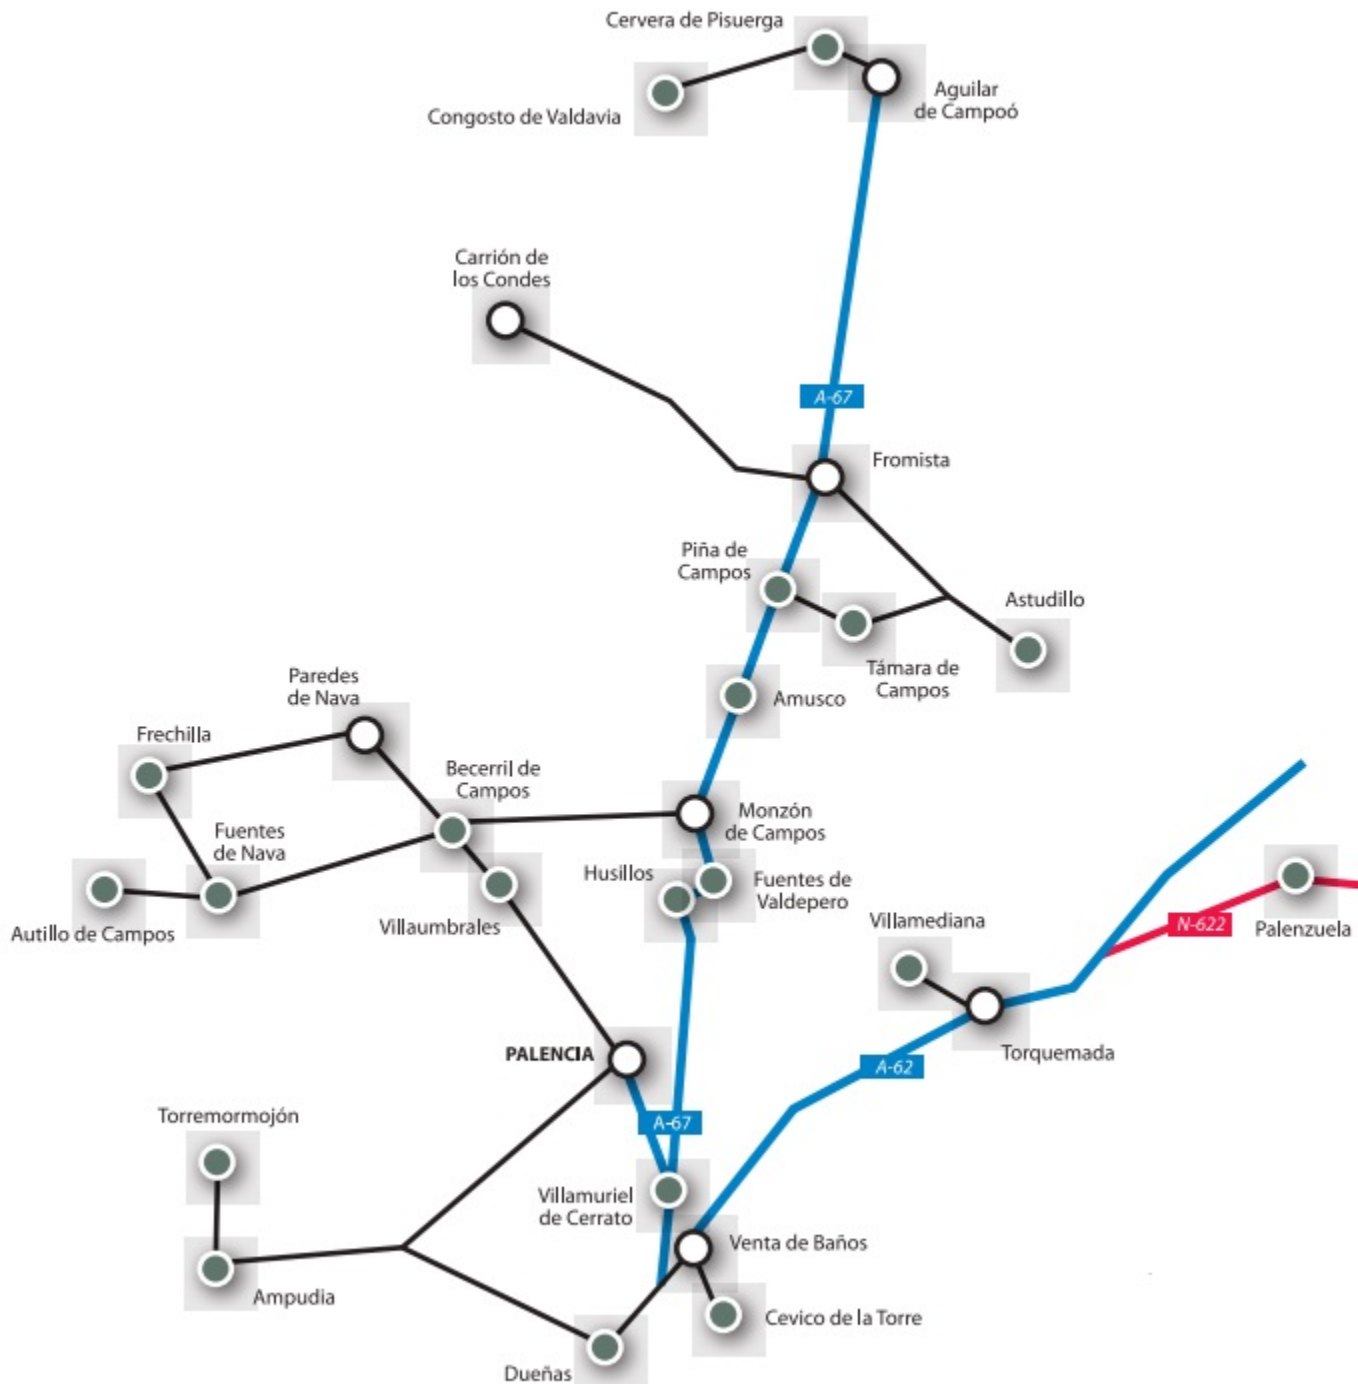 Cervera de Pisuerga
Aguilar
de Campoó
Congosto de Valdavia
Carrión de
los Condes
A-67
Fromista
Piña de
Campos
Astudillo
Támara de
Campos
Amusco
Paredes
de Nava
Frechilla
Becerril de
Campos
Monzón
de Campos
Fuentes
de Nava
Husillos
Fuentes de
Valdepero
Autillo de Campos
Villaumbrales
Villamediana
N-622
Palenzuela
PALENCIA
Torquemada
A-62
Torremormojón
A-67
Villamuriel
de Cerrato
Venta de Baños
Ampudia
Cevico de la Torre
Dueñas